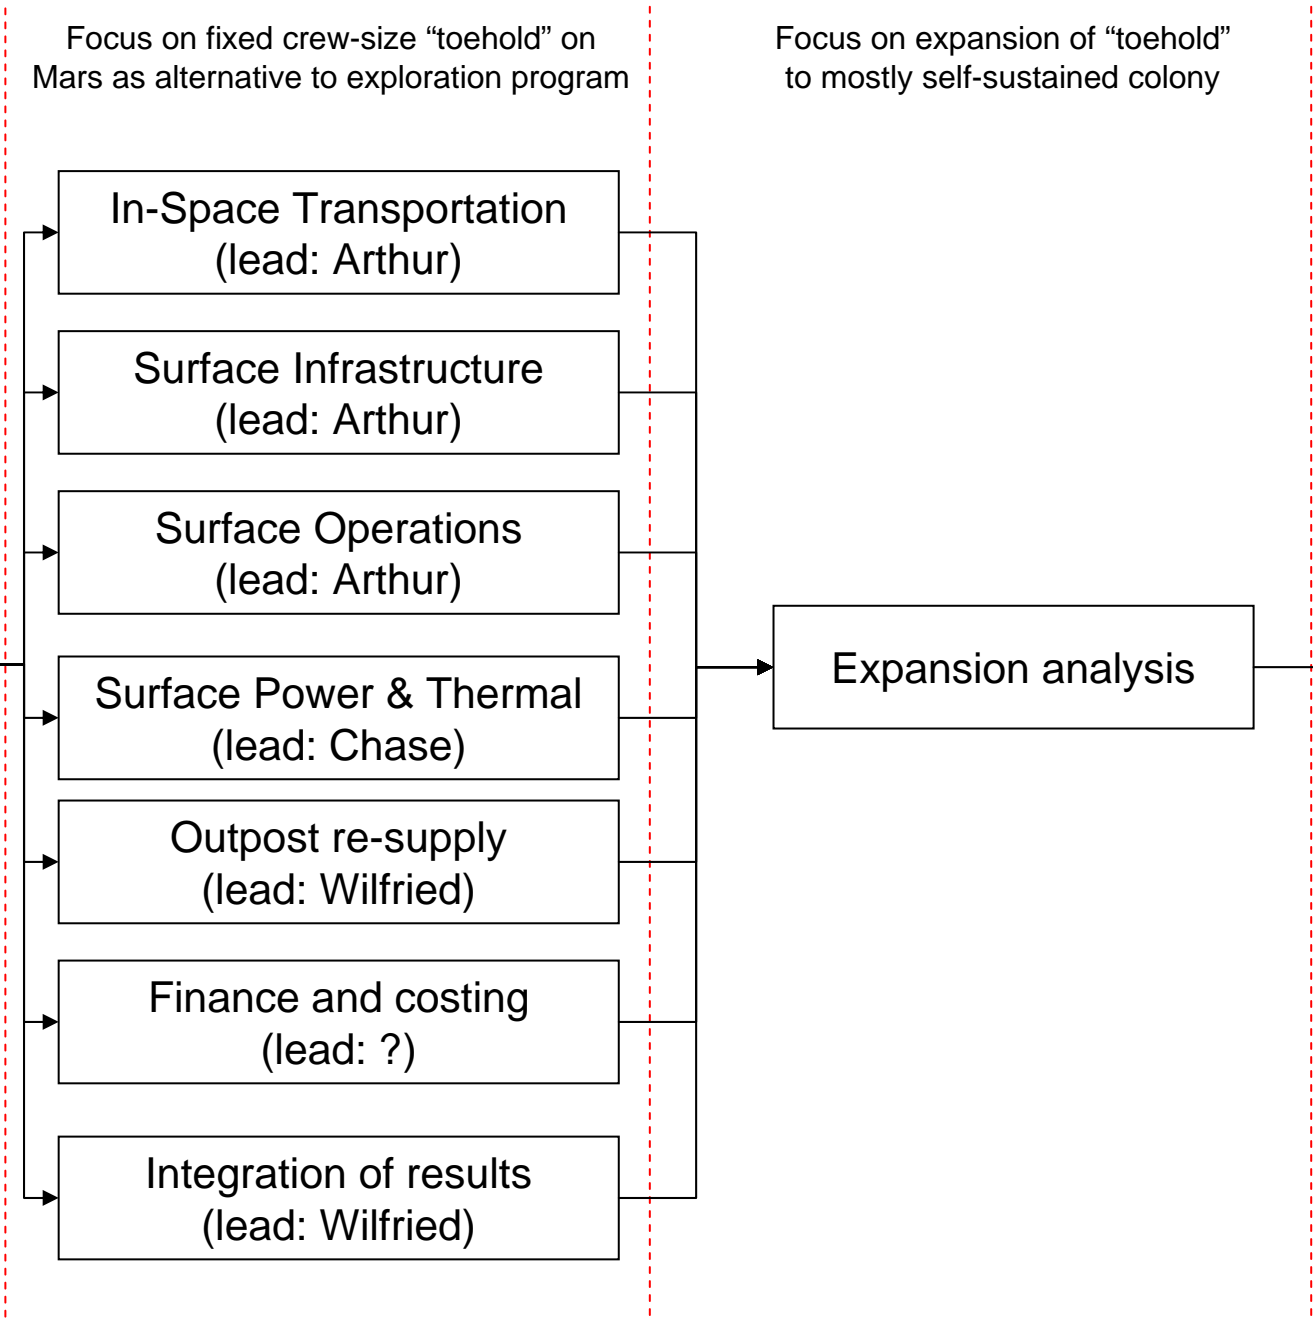 Focus on fixed crew-size “toehold” on
Mars as alternative to exploration program
Focus on expansion of “toehold”
to mostly self-sustained colony
In-Space Transportation
(lead: Arthur)
Surface Infrastructure
(lead: Arthur)
Surface Operations
(lead: Arthur)
Surface Power & Thermal
(lead: Chase)
Outpost re-supply
(lead: Wilfried)
Finance and costing
(lead: ?)
Integration of results
(lead: Wilfried)
Expansion analysis